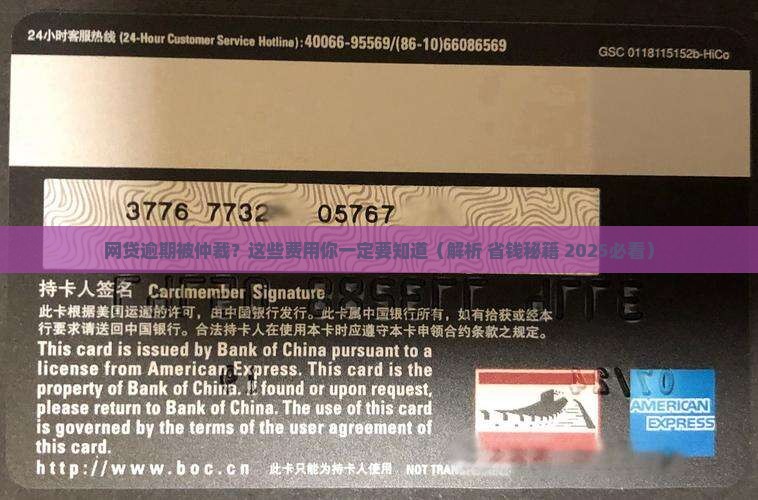 24小时客服热线 (24-Hour Customer Service Hotline):40066-95569/(86-10)66086569
GSC 0118115152b-HiCo
3776 7732 05767
网贷逾期被仲裁？这些费用你一定要知道（解析 省钱秘籍 2025必看）
持卡人签名 Cardmember Signature
此卡根据美国运通的许可，由中国银行发行。此卡属中国银行所有，如有拾获或经本
行要求请送回中国银行。合法持卡人在使用本卡时应遵守本卡申领合约条款之规定。
This card is issued by Bank of China pursuant to a
license from American Express. This card is the
property of Bank of China. If found or upon request,
please return to Bank of China. The use of this card
is governed by the terms of the user agreement of
this card.
AMERICAN
EXPRESS
http://www.boc.cn 此卡只能为持卡人使用 NOT